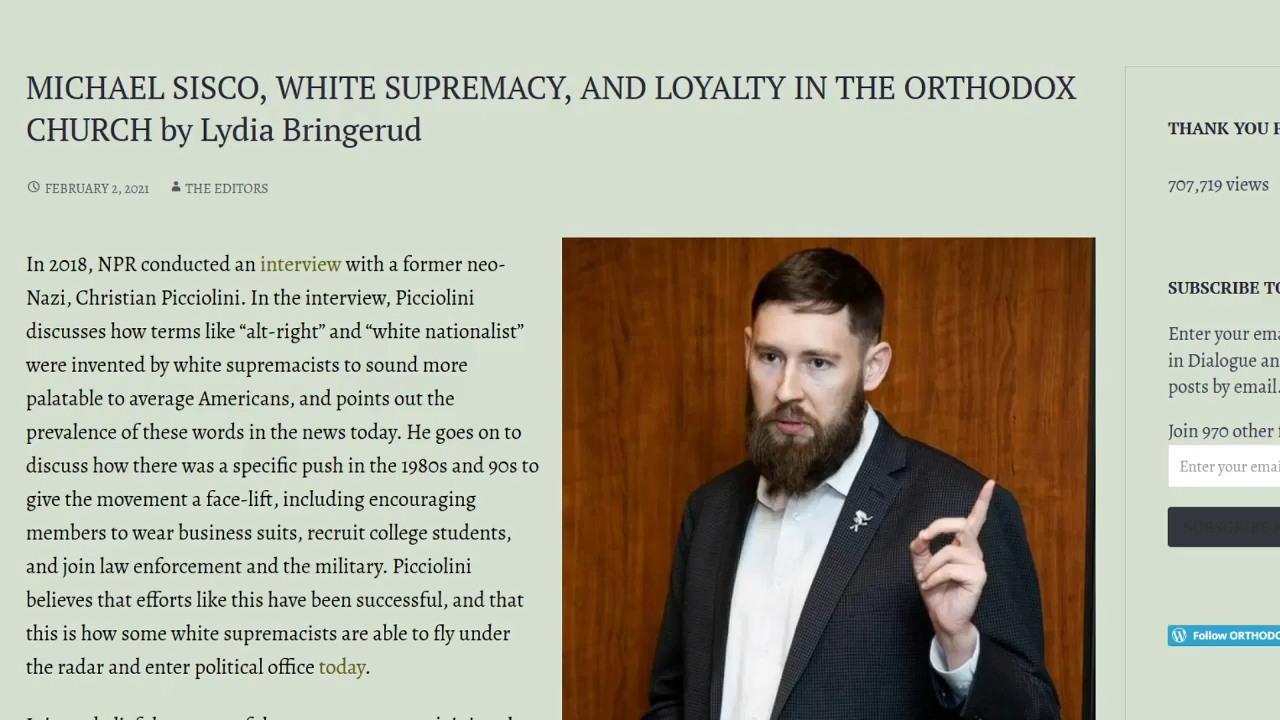 MICHAEL SISCO, WHITE SUPREMACY, AND LOYALTY IN THE ORTHODOX
CHURCH by Lydia Bringerud
FEBRUARY 2, 2021 THE EDITORS
In 2018, NPR conducted an interview with a former neo-
Nazi, Christian Picciolini. In the interview, Picciolini
discusses how terms like “alt-right” and “white nationalist”
were invented by white supremacists to sound more
palatable to average Americans, and points out the
prevalence of these words in the news today. He goes on to
discuss how there was a specific push in the 1980s and 90s to
give the movement a face-lift, including encouraging
members to wear business suits, recruit college students,
and join law enforcement and the military. Picciolini
believes that efforts like this have been successful, and that
this is how some white supremacists are able to fly under
the radar and enter political office today.
THANK YOU
707,719 views
SUBSCRIBE TO
Enter your
in Dialogue
posts by email.
Join 970 other
Enter your
SUBSCRIBE
Follow